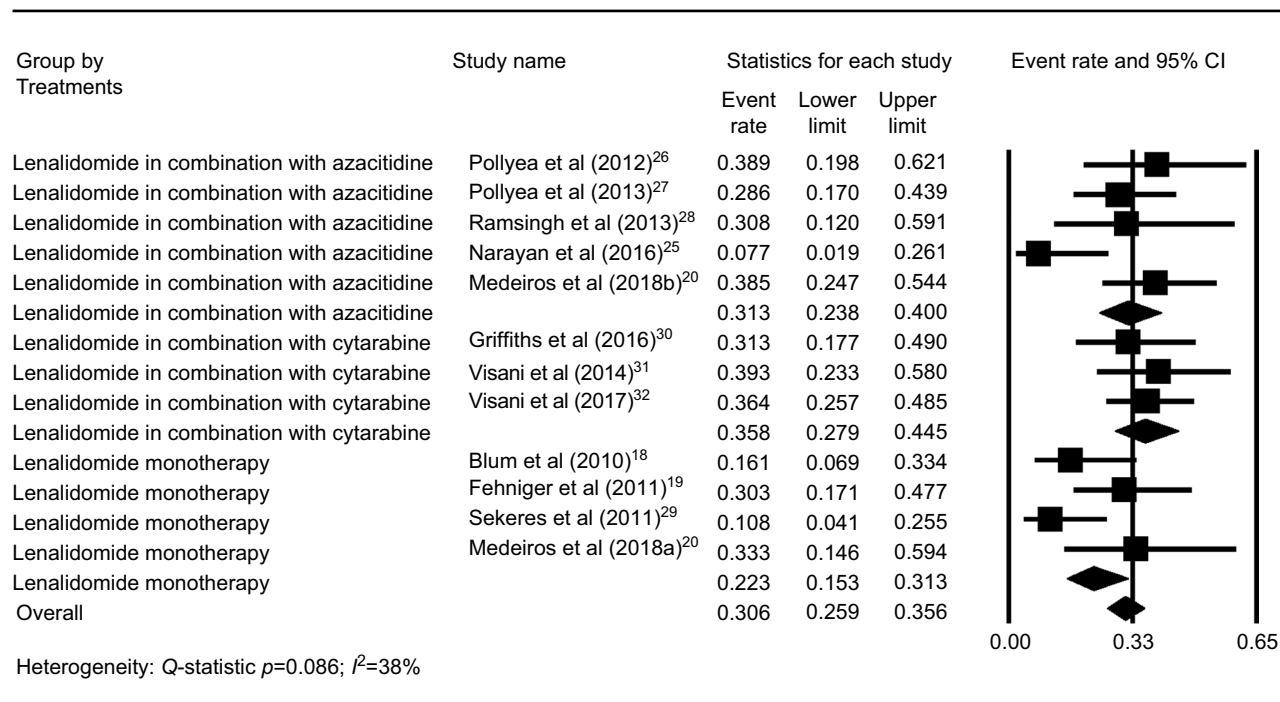 Group by Treatments Study name Statistics for each study Event rate and 95% CI
Event rate Lower limit Upper limit
Lenalidomide in combination with azacitidine Pollyea et al (2012)26 0.389 0.198 0.621
Lenalidomide in combination with azacitidine Pollyea et al (2013)27 0.286 0.170 0.439
Lenalidomide in combination with azacitidine Ramsingh et al (2013)28 0.308 0.120 0.591
Lenalidomide in combination with azacitidine Narayan et al (2016)25 0.077 0.019 0.261
Lenalidomide in combination with azacitidine Medeiros et al (2018b)20 0.385 0.247 0.544
Lenalidomide in combination with azacitidine 0.313 0.238 0.400
Lenalidomide in combination with cytarabine Griffiths et al (2016)30 0.313 0.177 0.490
Lenalidomide in combination with cytarabine Visani et al (2014)31 0.393 0.233 0.580
Lenalidomide in combination with cytarabine Visani et al (2017)32 0.364 0.257 0.485
Lenalidomide in combination with cytarabine 0.358 0.279 0.445
Lenalidomide monotherapy Blum et al (2010)18 0.161 0.069 0.334
Lenalidomide monotherapy Fehniger et al (2011)19 0.303 0.171 0.477
Lenalidomide monotherapy Sekeres et al (2011)29 0.108 0.041 0.255
Lenalidomide monotherapy Medeiros et al (2018a)20 0.333 0.146 0.594
Lenalidomide monotherapy 0.223 0.153 0.313
Overall 0.306 0.259 0.356
0.00 0.33 0.65
Heterogeneity: Q-statistic p=0.086; I2=38%